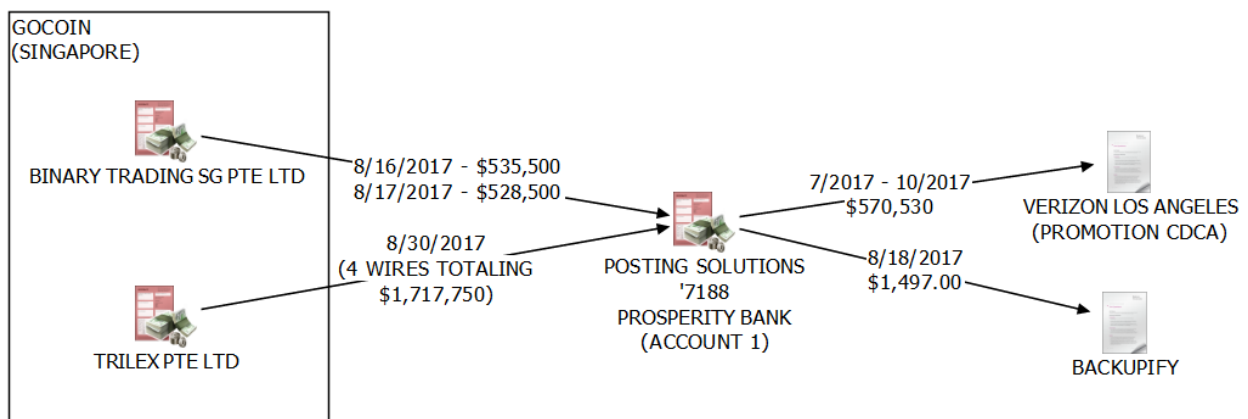 GOCOIN
(SINGAPORE)
BINARY TRADING SG PTE LTD
8/16/2017 - $535,500
8/17/2017 - $528,500
8/30/2017
(4 WIRES TOTALING
$1,717,750)
TRILEX PTE LTD
POSTING SOLUTIONS
'7188
PROSPERITY BANK
(ACCOUNT 1)
7/2017 - 10/2017
$570,530
VERIZON LOS ANGELES
(PROMOTION CDCA)
8/18/2017
$1,497.00
BACKUPIFY